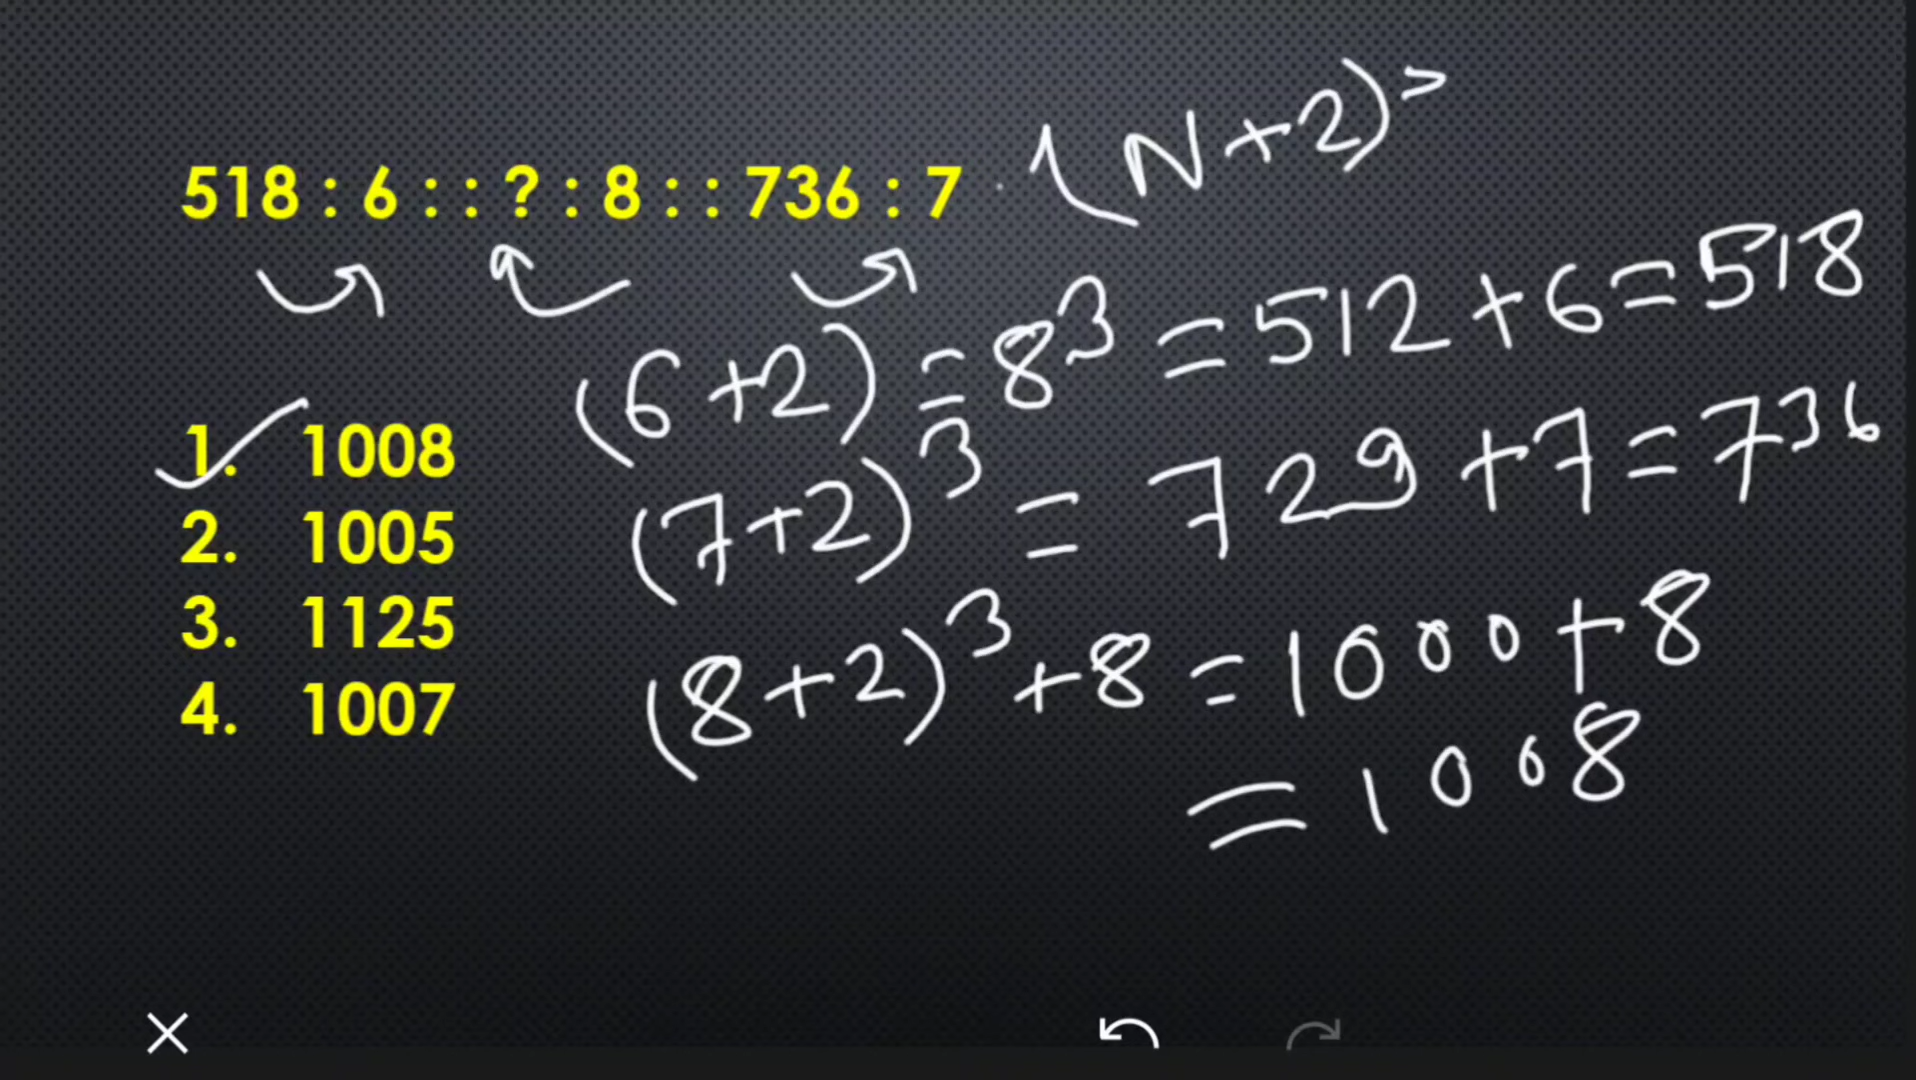 518 : 6 : : ? : 8 : : 736 : 7
(N+2)³
(6+2) = 8³ = 512 + 6 = 518
(7+2)³ = 729 + 7 = 736
(8+2)³ + 8 = 1000 + 8
= 1008
1. 1008
2. 1005
3. 1125
4. 1007